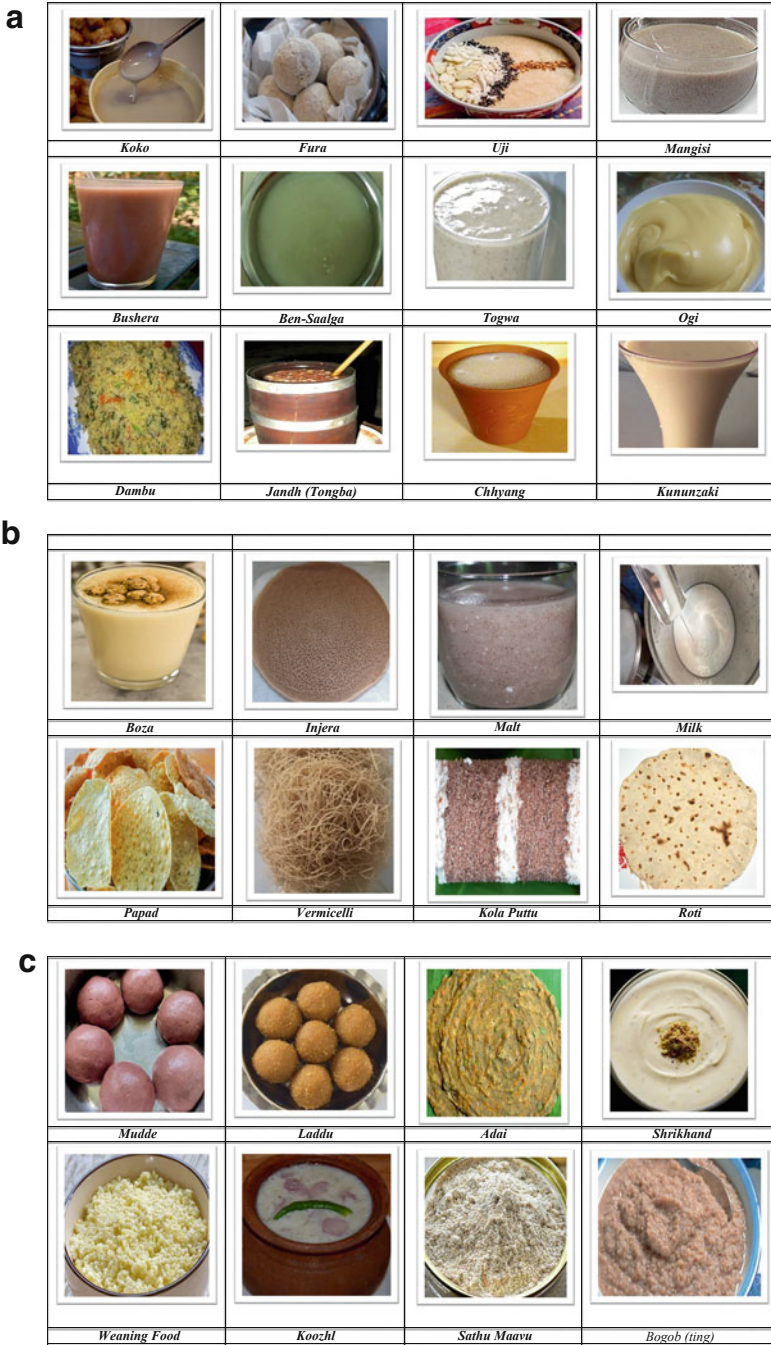 a
Koko Fura Uji Mangisi
Bushera Ben-Saalga Togwa Ogi
Dambu Jandh (Tongba) Chhyang Kununzaki
b
Boza Injera Malt Milk
Papad Vermicelli Kola Puttu Roti
c
Mudde Laddu Adai Shrikhand
Weaning Food Koozhl Sathu Maavu Bogob (ting)